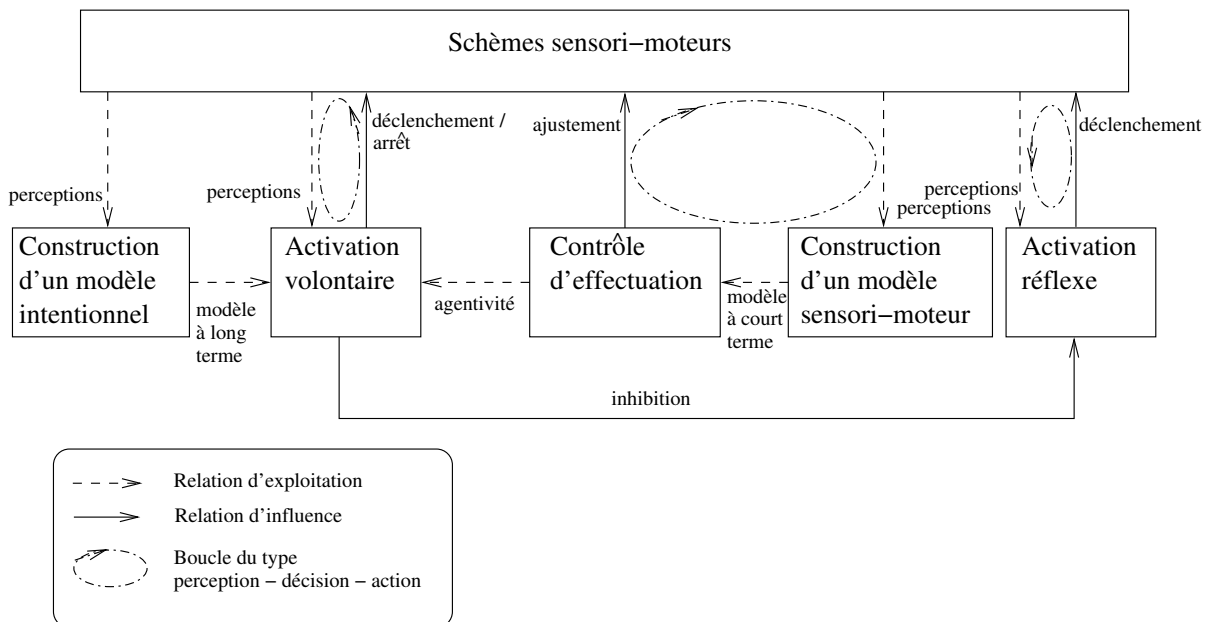 Schèmes sensori−moteurs
déclenchement /
arrêt
ajustement
déclenchement
perceptions
perceptions
perceptions
perceptions
Construction
d'un modèle
intentionnel
Activation
volontaire
Contrôle
d'effectuation
Construction
d'un modèle
sensori−moteur
Activation
réflexe
modèle
à long
terme
agentivité
modèle
à court
terme
inhibition
Relation d'exploitation
Relation d'influence
Boucle du type
perception − décision − action